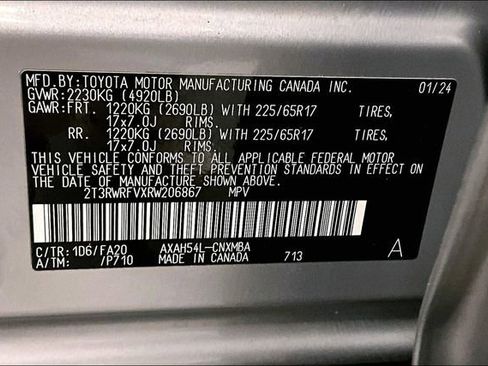 MFD.BY:TOYOTA MOTOR MANUFACTURING CANADA INC. 01/24
GVWR:2230KG (4920LB)
GAWR:FRT. 1220KG (2690LB) WITH 225/65R17 TIRES,
17x7.0J RIMS.
RR. 1220KG (2690LB) WITH 225/65R17 TIRES,
17x7.0J RIMS.
THIS VEHICLE CONFORMS TO ALL APPLICABLE FEDERAL MOTOR
VEHICLE SAFETY AND THEFT PREVENTION STANDARDS IN EFFECT ON
THE DATE OF MANUFACTURE SHOWN ABOVE.
2T3RWRFVXRW206867 MPV
C/TR:1D6/FA20 AXAH54L-CNXMBA A
A/TM: /P710 MADE IN CANADA 713